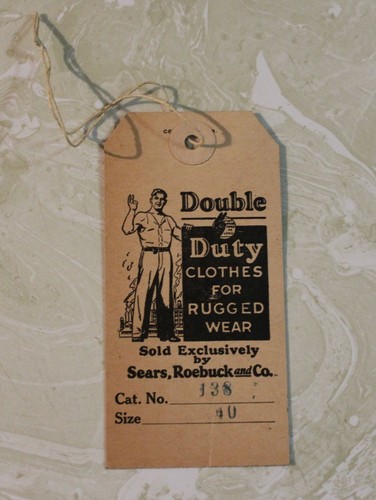 Double
Duty
CLOTHES
FOR
RUGGED
WEAR
Sold Exclusively
by
Sears, Roebuck and Co.
Cat. No. 138
Size 40